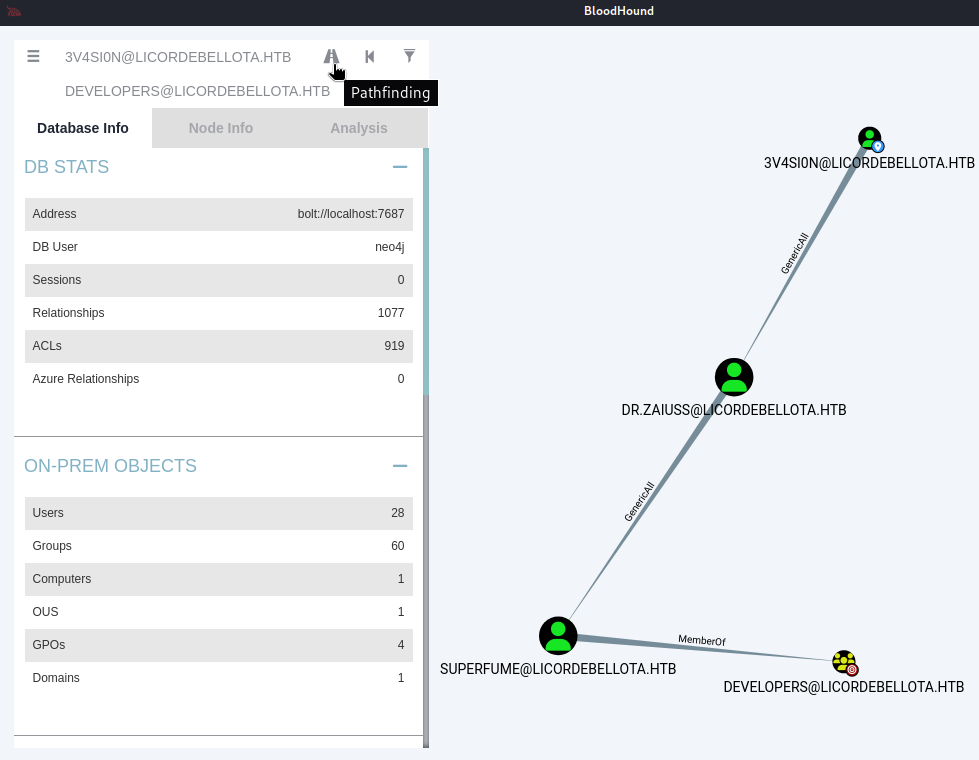 BloodHound
3V4SI0N@LICORDEBELLOTA.HTB
DEVELOPERS@LICORDEBELLOTA.HTB
Pathfinding
Database Info Node Info Analysis
DB STATS
Address bolt://localhost:7687
DB User neo4j
Sessions 0
Relationships 1077
ACLs 919
Azure Relationships 0
ON-PREM OBJECTS
Users 28
Groups 60
Computers 1
OUS 1
GPOs 4
Domains 1
3V4SI0N@LICORDEBELLOTA.HTB
GenericAll
DR.ZAIUSS@LICORDEBELLOTA.HTB
GenericAll
SUPERFUME@LICORDEBELLOTA.HTB
MemberOf
DEVELOPERS@LICORDEBELLOTA.HTB